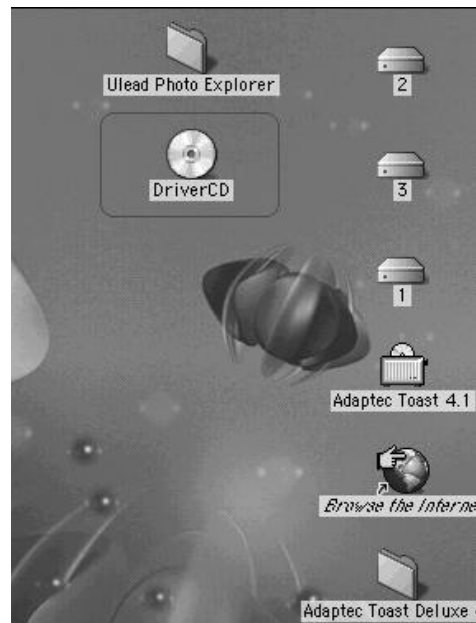 Ulead Photo Explorer
2
DriverCD
3
1
Adaptec Toast 4.1
Browse the Interne
Adaptec Toast Deluxe